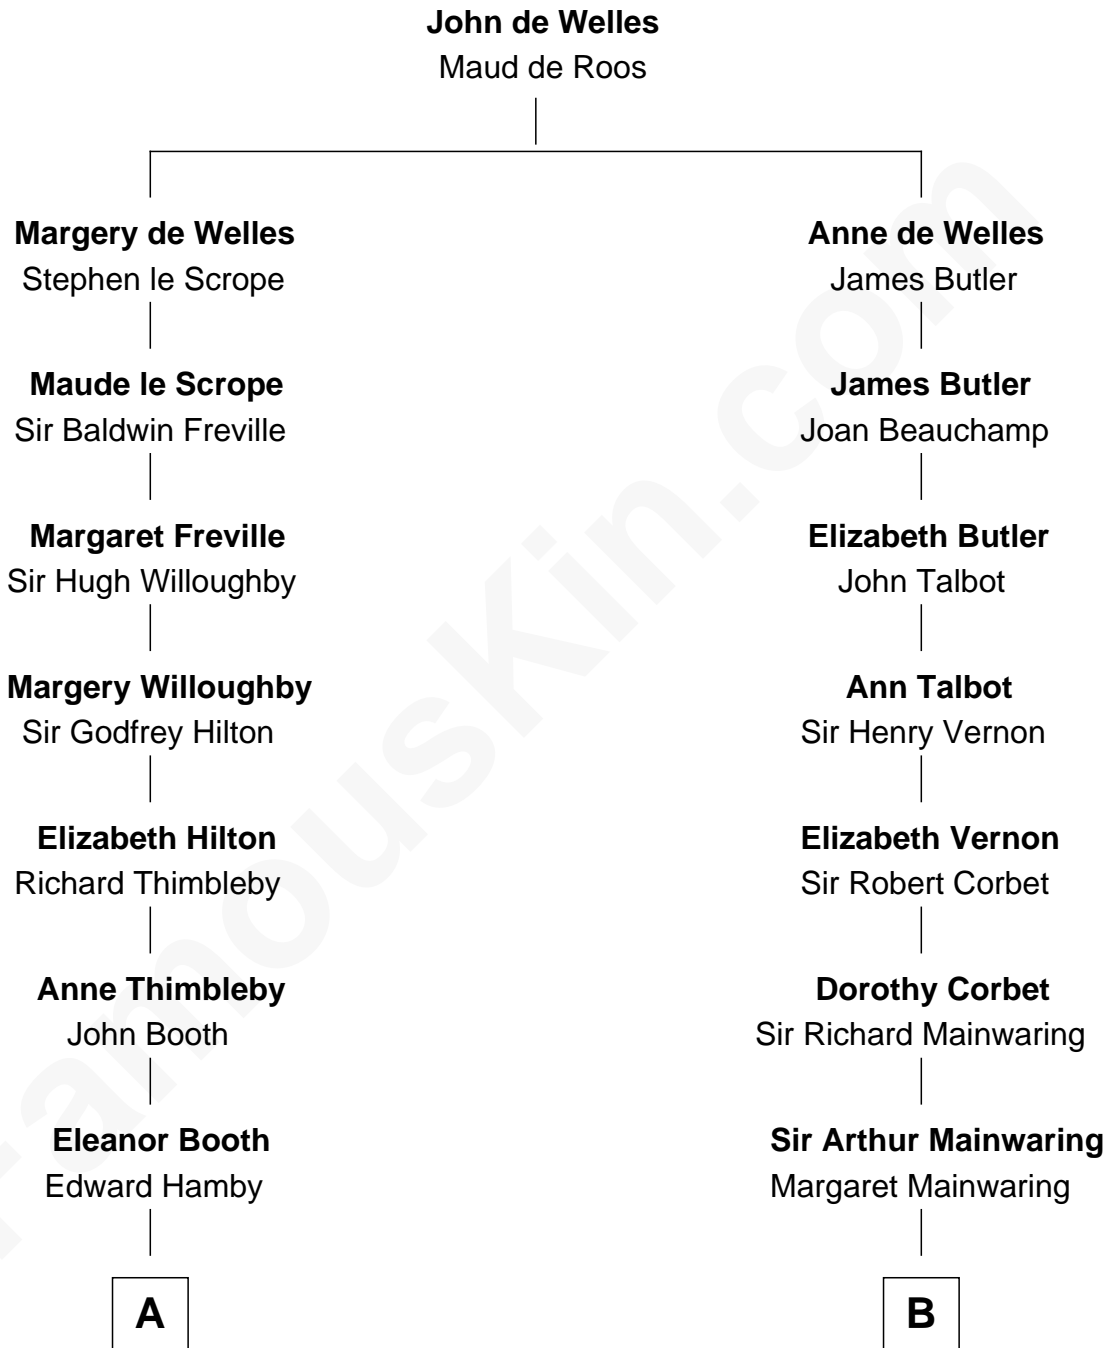 John de Welles
Maud de Roos
Margery de Welles
Stephen le Scrope
Anne de Welles
James Butler
Maude le Scrope
Sir Baldwin Freville
James Butler
Joan Beauchamp
Margaret Freville
Sir Hugh Willoughby
Elizabeth Butler
John Talbot
Margery Willoughby
Sir Godfrey Hilton
Ann Talbot
Sir Henry Vernon
Elizabeth Hilton
Richard Thimbleby
Elizabeth Vernon
Sir Robert Corbet
Anne Thimbleby
John Booth
Dorothy Corbet
Sir Richard Mainwaring
Eleanor Booth
Edward Hamby
Sir Arthur Mainwaring
Margaret Mainwaring
A
B
FamousKin.com